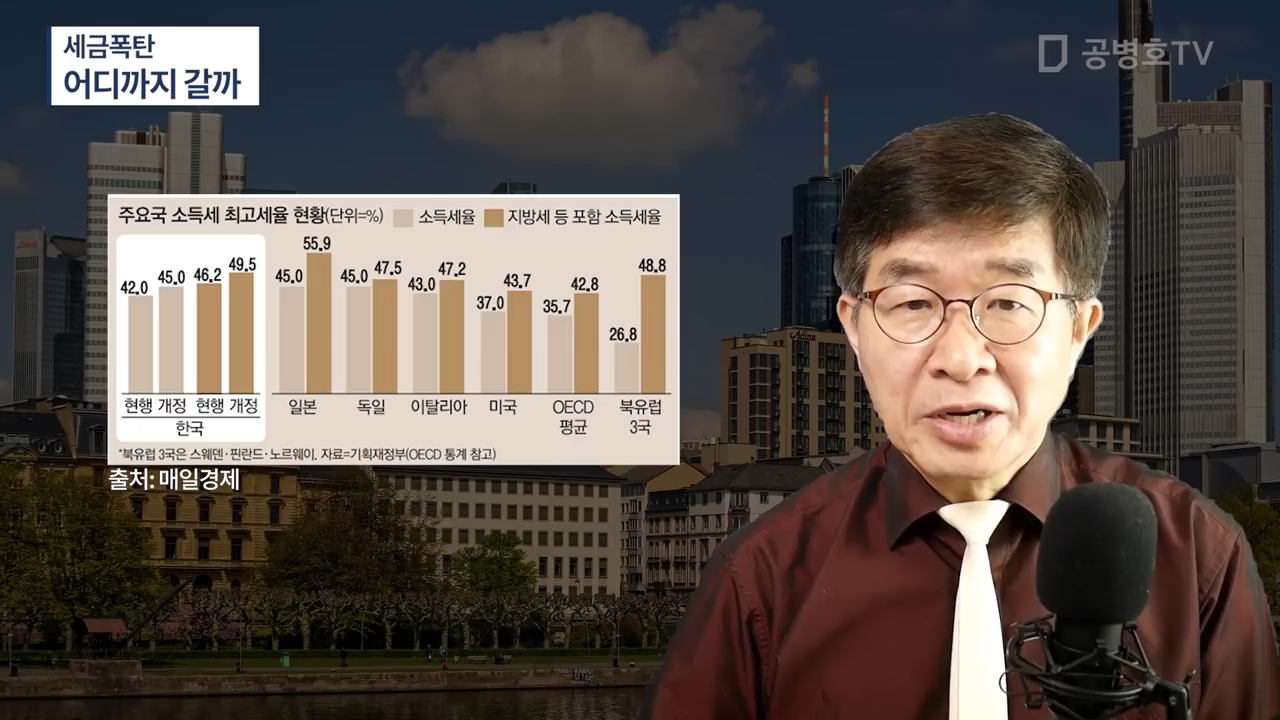 세금폭탄
어디까지 갈까
공병호TV
주요국 소득세 최고세율 현황(단위=%)
소득세율
지방세 등 포함 소득세율
42.0 45.0 46.2 49.5
45.0 55.9
45.0 47.5
43.0 47.2
37.0 43.7
35.7 42.8
26.8 48.8
현행 개정 현행 개정
한국
일본
독일
이탈리아
미국
OECD
평균
북유럽
3국
*북유럽 3국은 스웨덴·핀란드·노르웨이, 자료=기획재정부(OECD 통계 참고)
출처: 매일경제